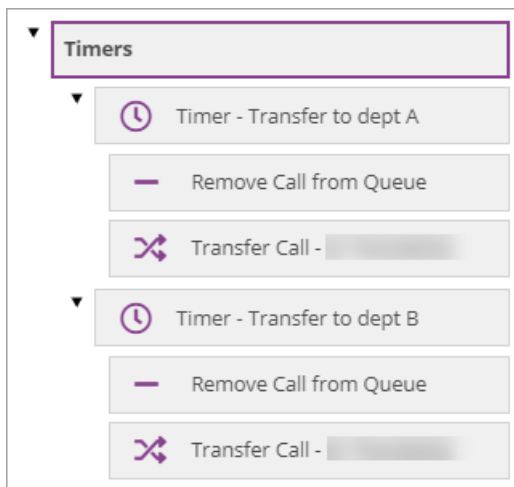 Timers
Timer - Transfer to dept A
Remove Call from Queue
Transfer Call -
Timer - Transfer to dept B
Remove Call from Queue
Transfer Call -